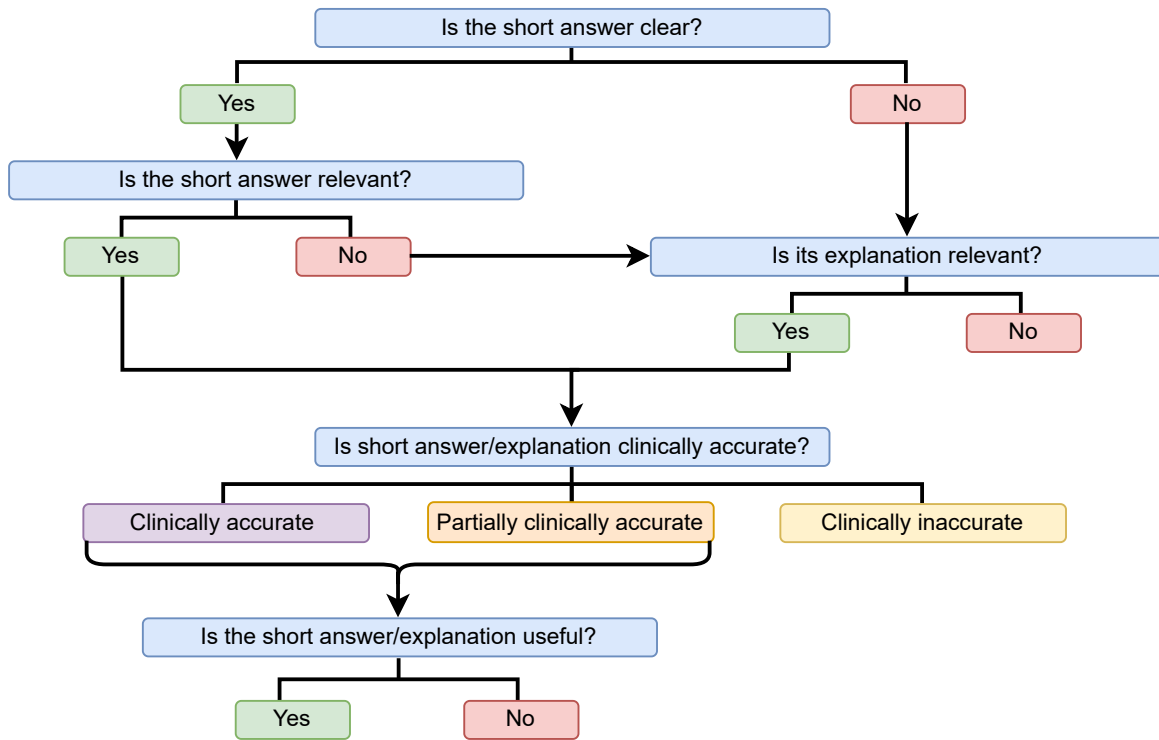 Is the short answer clear?
Yes
No
Is the short answer relevant?
Yes
No
Is its explanation relevant?
Yes
No
Is short answer/explanation clinically accurate?
Clinically accurate
Partially clinically accurate
Clinically inaccurate
Is the short answer/explanation useful?
Yes
No